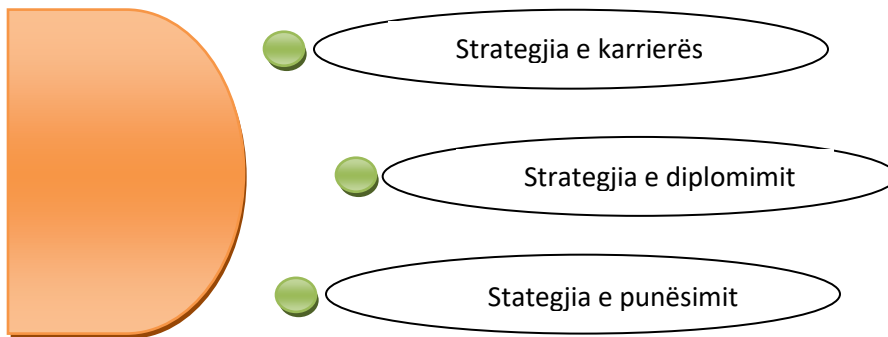 Strategjia e karrierës
Strategjia e diplomimit
Stategjia e punësimit